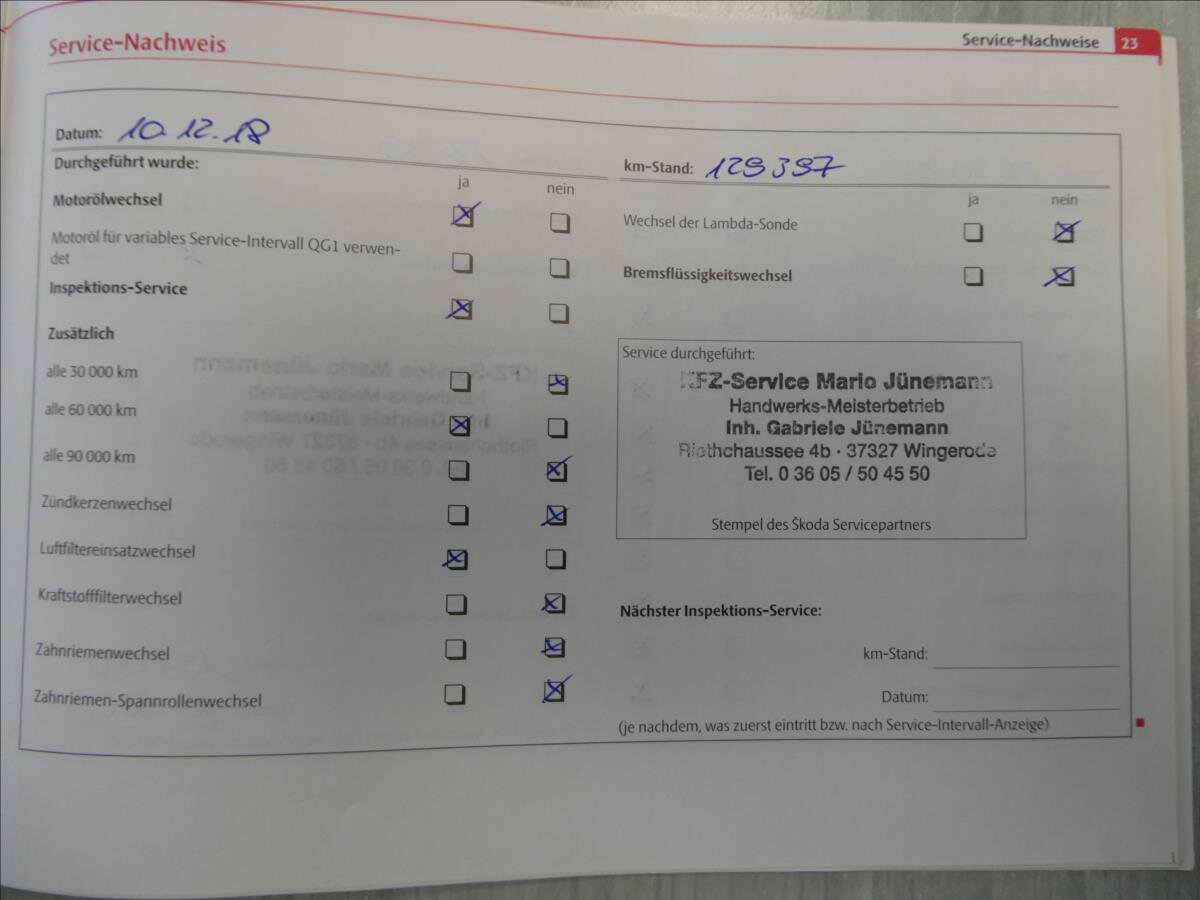 Service-Nachweis
Service-Nachweise 23
Datum: 10.12.18
Durchgeführt wurde:
ja nein
Motorölwechsel
Motoröl für variables Service-Intervall QG1 verwen-
det
Inspektions-Service
Zusätzlich
alle 30 000 km
alle 60 000 km
alle 90 000 km
Zündkerzenwechsel
Luftfiltereinsatzwechsel
Kraftstofffilterwechsel
Zahnriemenwechsel
Zahnriemen-Spannrollenwechsel
km-Stand: 129397
ja nein
Wechsel der Lambda-Sonde
Bremsflüssigkeitswechsel
Service durchgeführt:
KFZ-Service Mario Jünemann
Handwerks-Meisterbetrieb
Inh. Gabriele Jünemann
Riethchaussee 4b · 37327 Wingerode
Tel. 0 36 05 / 50 45 50
Stempel des Škoda Servicepartners
Nächster Inspektions-Service:
km-Stand:
Datum:
(je nachdem, was zuerst eintritt bzw. nach Service-Intervall-Anzeige)